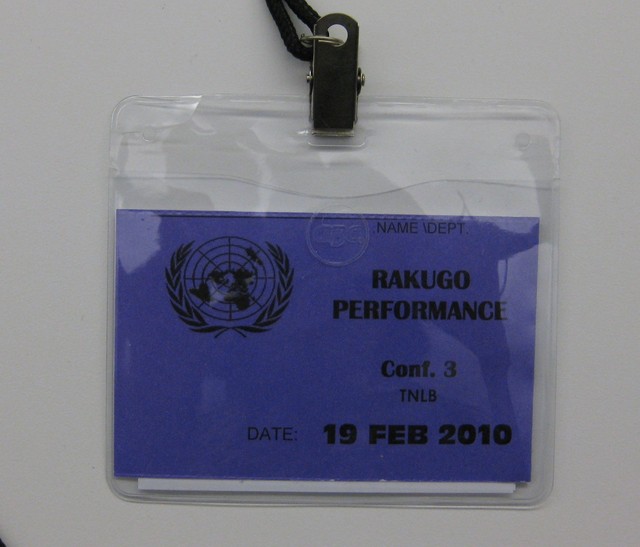 NAME \DEPT.
RAKUGO
PERFORMANCE
Conf. 3
TNLB
DATE: 19 FEB 2010